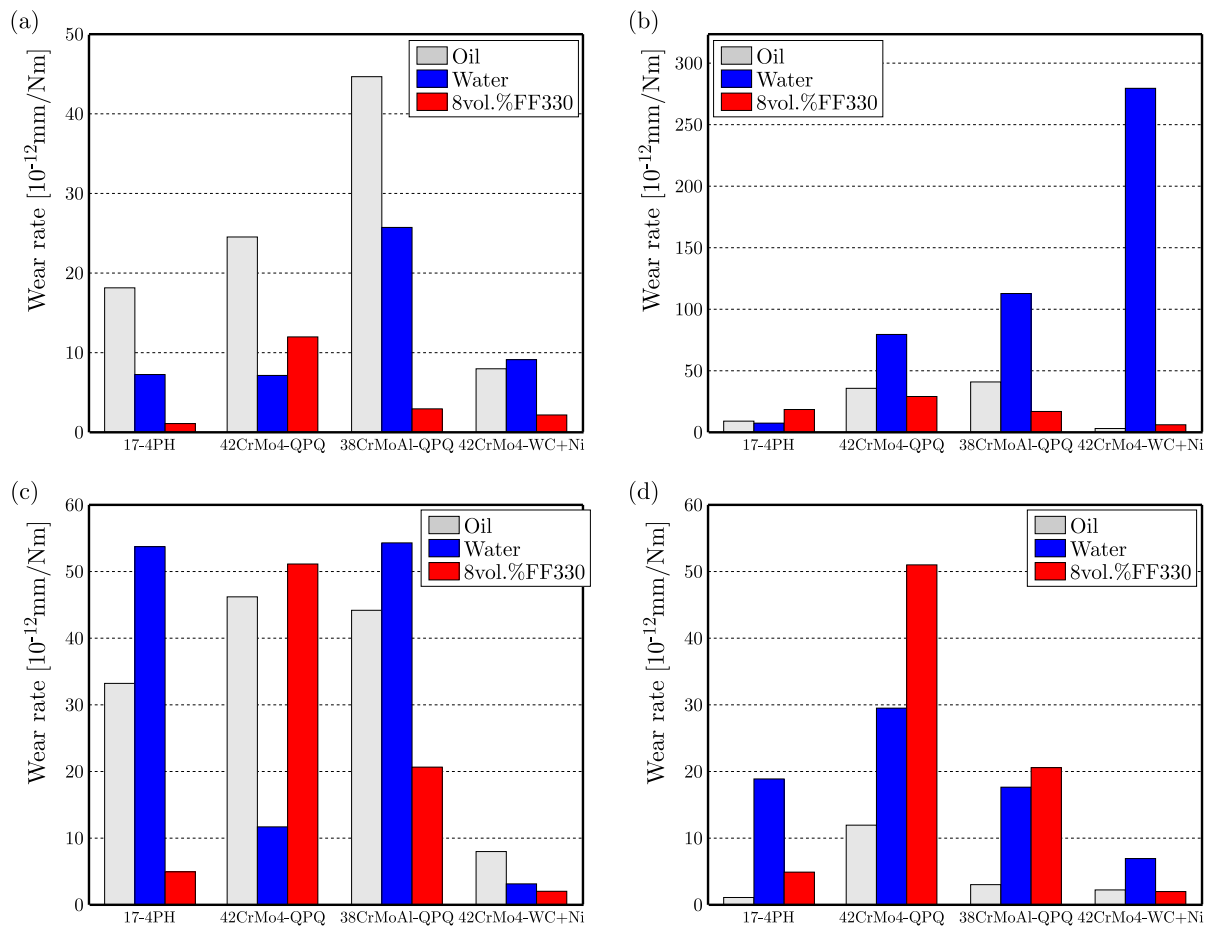 (a)
Wear rate [10-12mm/Nm]
50
40
30
20
10
0
Oil
Water
8vol.%FF330
17-4PH
42CrMo4-QPQ
38CrMoAl-QPQ
42CrMo4-WC+Ni
(b)
Wear rate [10-12mm/Nm]
300
250
200
150
100
50
0
Oil
Water
8vol.%FF330
17-4PH
42CrMo4-QPQ
38CrMoAl-QPQ
42CrMo4-WC+Ni
(c)
Wear rate [10-12mm/Nm]
60
50
40
30
20
10
0
Oil
Water
8vol.%FF330
17-4PH
42CrMo4-QPQ
38CrMoAl-QPQ
42CrMo4-WC+Ni
(d)
Wear rate [10-12mm/Nm]
60
50
40
30
20
10
0
Oil
Water
8vol.%FF330
17-4PH
42CrMo4-QPQ
38CrMoAl-QPQ
42CrMo4-WC+Ni